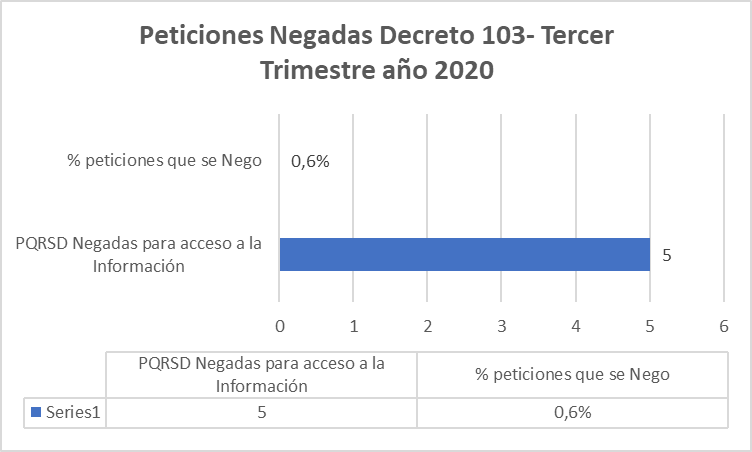 Peticiones Negadas Decreto 103- Tercer
Trimestre año 2020
% peticiones que se Nego
0,6%
PQRSD Negadas para acceso a la
Información
5
0 1 2 3 4 5 6
PQRSD Negadas para acceso a la
Información
% peticiones que se Nego
Series1 5 0,6%